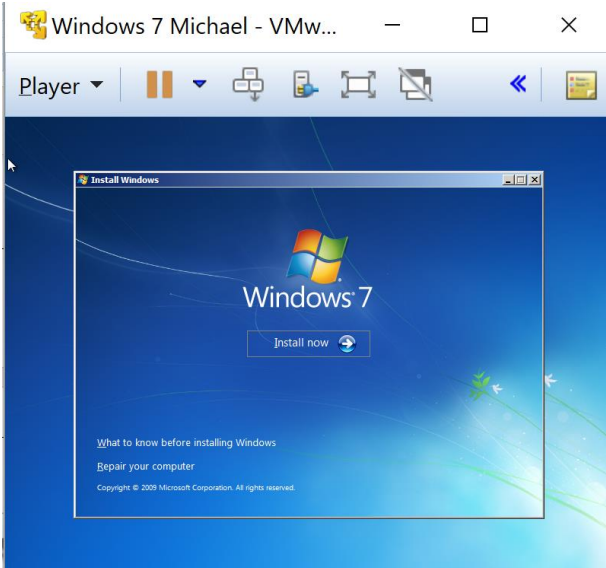 Windows 7 Michael - VMw...
Player
Install Windows
Windows 7
Install now
What to know before installing Windows
Repair your computer
Copyright © 2009 Microsoft Corporation. All rights reserved.